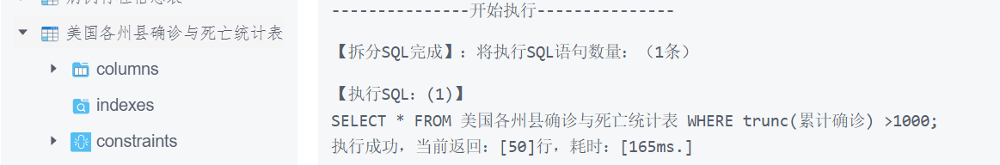 美国各州县确诊与死亡统计表
columns
indexes
constraints
---------------开始执行---------------
【拆分SQL完成】：将执行SQL语句数量：（1条）
【执行SQL：(1)】
SELECT * FROM 美国各州县确诊与死亡统计表 WHERE trunc(累计确诊) >1000;
执行成功，当前返回：[50]行，耗时：[165ms.]